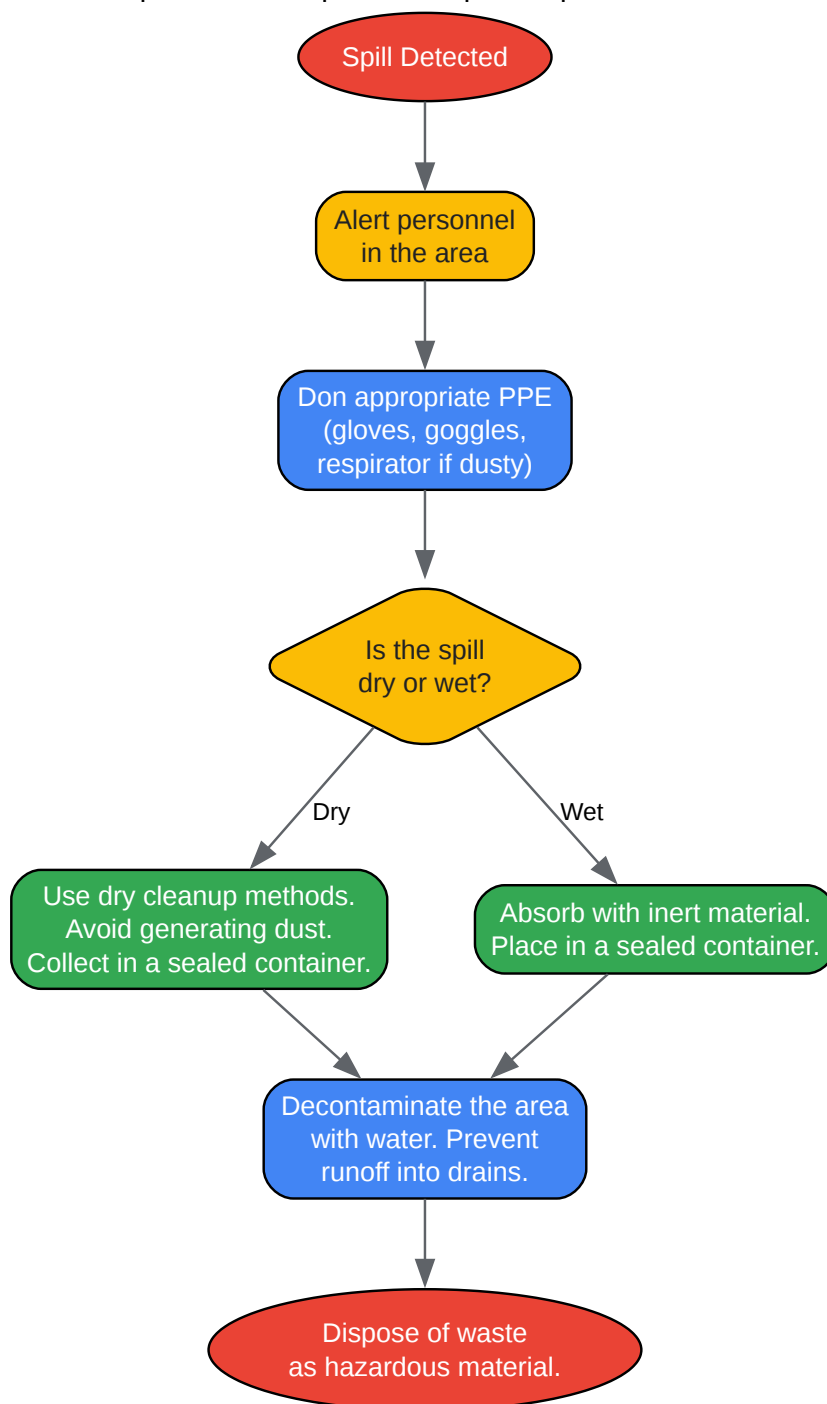 Spill Detected
Alert personnel
in the area
Don appropriate PPE
(gloves, goggles,
respirator if dusty)
Is the spill
dry or wet?
Dry
Wet
Use dry cleanup methods.
Avoid generating dust.
Collect in a sealed container.
Absorb with inert material.
Place in a sealed container.
Decontaminate the area
with water. Prevent
runoff into drains.
Dispose of waste
as hazardous material.